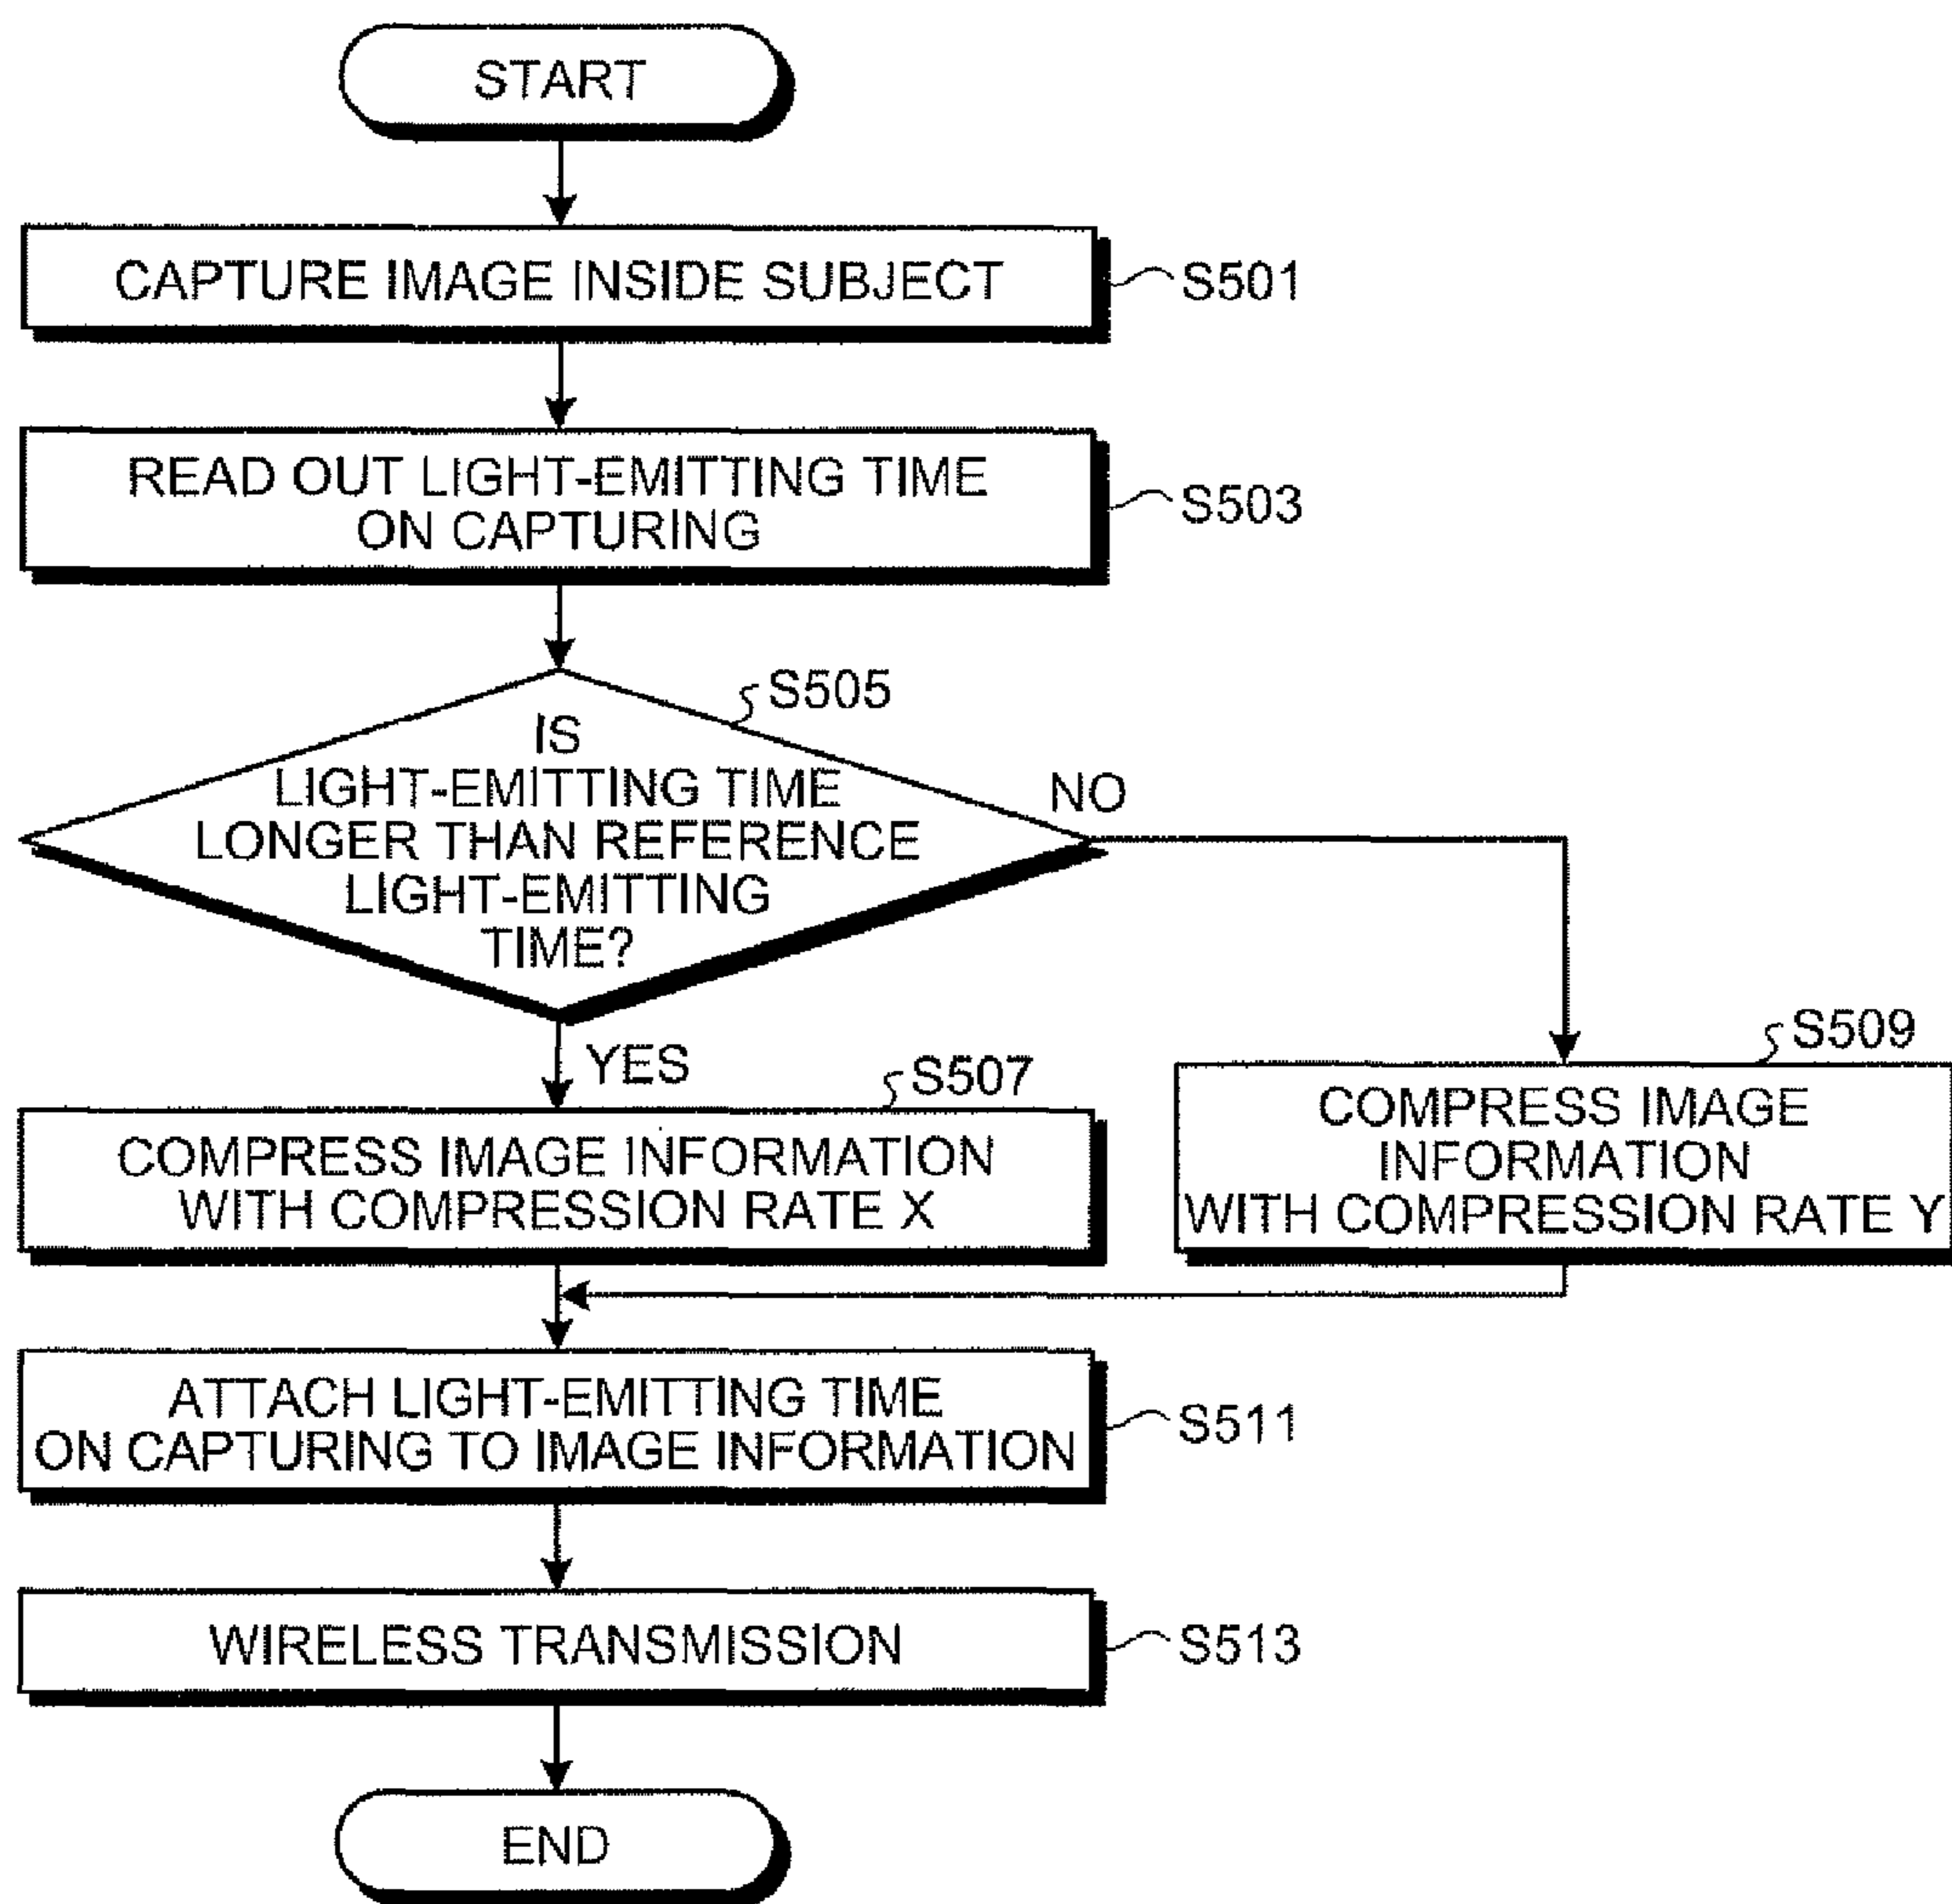 START
CAPTURE IMAGE INSIDE SUBJECT
S501
READ OUT LIGHT-EMITTING TIME
ON CAPTURING
S503
S505
IS
LIGHT-EMITTING TIME
LONGER THAN REFERENCE
LIGHT-EMITTING
TIME?
NO
YES
S507
COMPRESS IMAGE INFORMATION
WITH COMPRESSION RATE X
S509
COMPRESS IMAGE
INFORMATION
WITH COMPRESSION RATE Y
ATTACH LIGHT-EMITTING TIME
ON CAPTURING TO IMAGE INFORMATION
S511
WIRELESS TRANSMISSION
S513
END